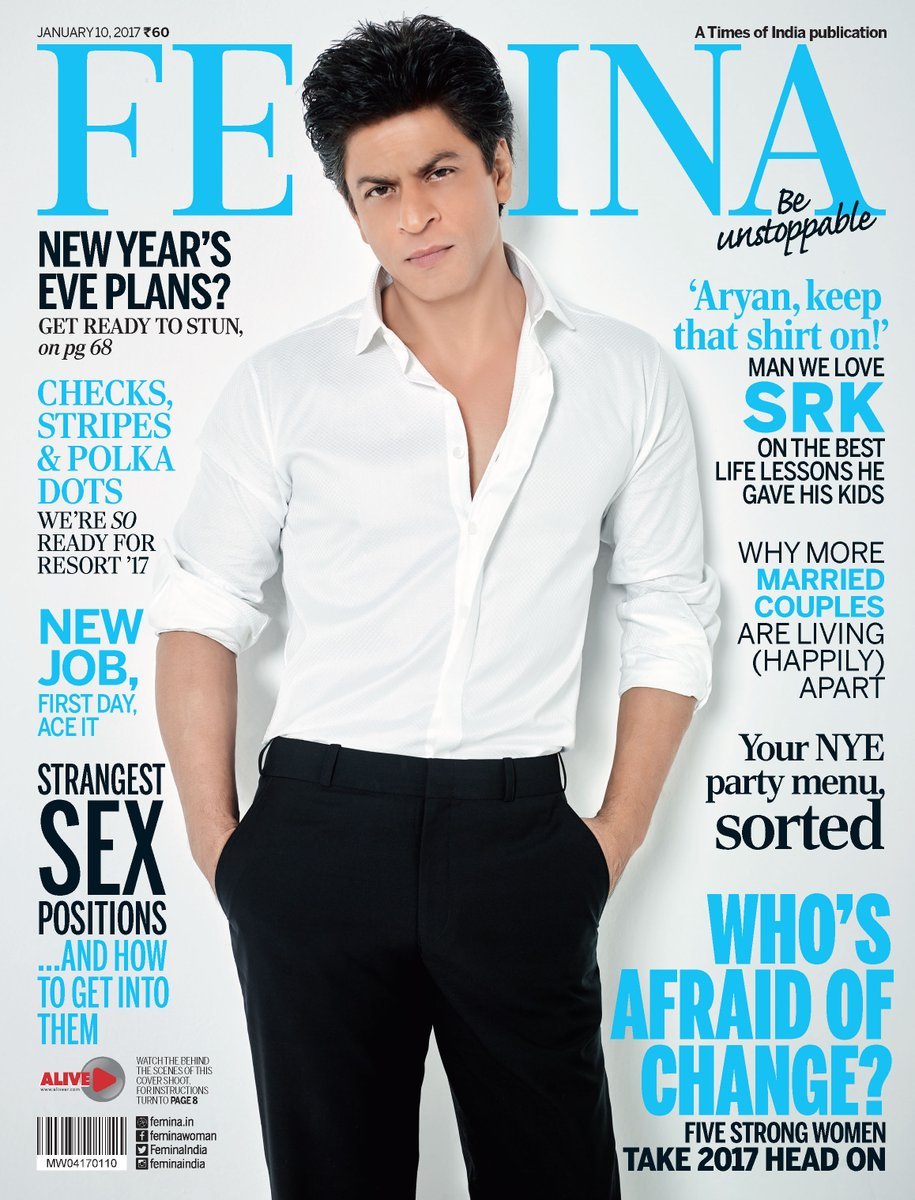 JANUARY 10, 2017 ₹60
A Times of India publication
FEMINA
Be
unstoppable
NEW YEAR'S
EVE PLANS?
GET READY TO STUN,
on pg 68
CHECKS,
STRIPES
& POLKA
DOTS
WE'RE SO
READY FOR
RESORT '17
NEW
JOB,
FIRST DAY,
ACE IT
STRANGEST
SEX
POSITIONS
...AND HOW
TO GET INTO
THEM
ALIVE
www.alivear.com
WATCH THE BEHIND
THE SCENES OF THIS
COVER SHOOT.
FOR INSTRUCTIONS
TURN TO PAGE 8
MW04170110
femina.in
feminawoman
FeminaIndia
feminaindia
'Aryan, keep
that shirt on!'
MAN WE LOVE
SRK
ON THE BEST
LIFE LESSONS HE
GAVE HIS KIDS
WHY MORE
MARRIED
COUPLES
ARE LIVING
(HAPPILY)
APART
Your NYE
party menu,
sorted
WHO'S
AFRAID OF
CHANGE?
FIVE STRONG WOMEN
TAKE 2017 HEAD ON